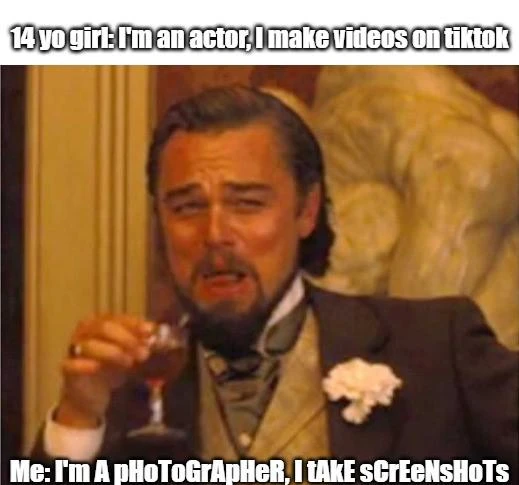 14 yo girl: I'm an actor, I make videos on tiktok
Me: I'm A pHoToGrApHeR, I tAkE sCrEeNsHoTs